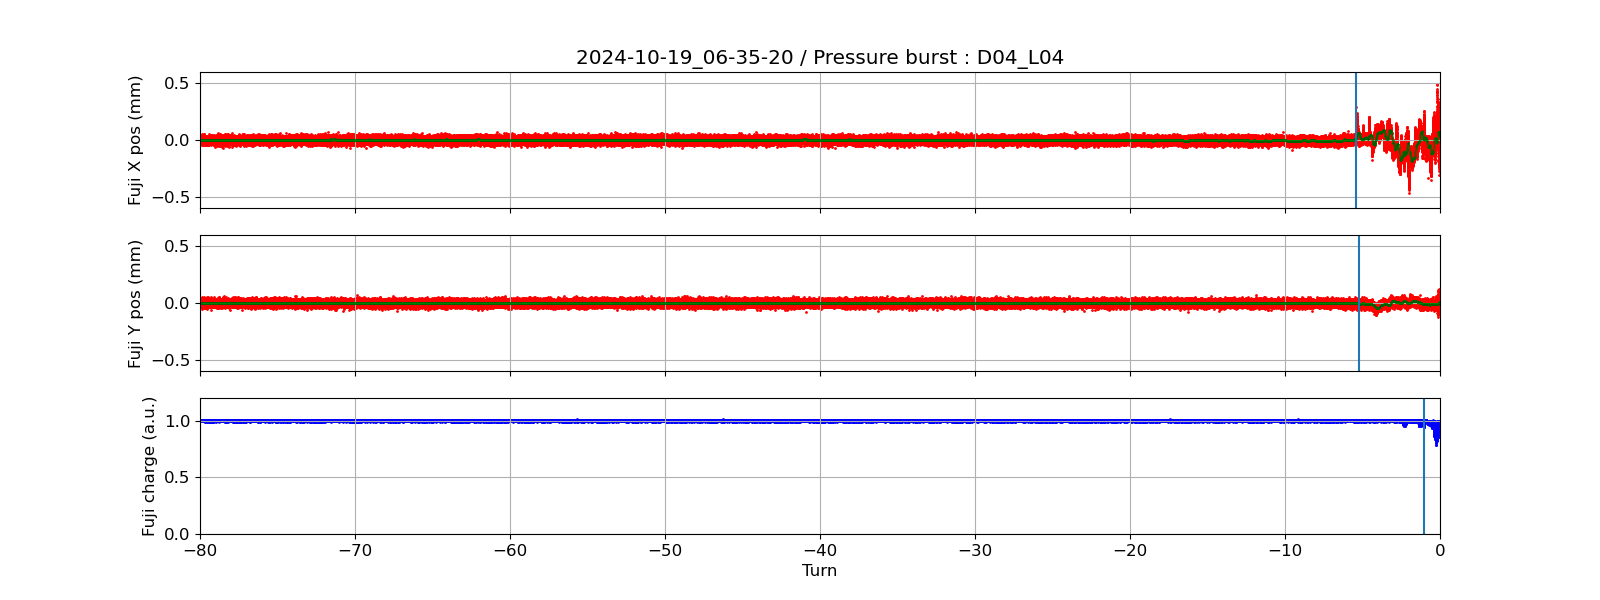 2024-10-19_06-35-20 / Pressure burst : D04_L04
Fuji X pos (mm)
0.5
0.0
−0.5
Fuji Y pos (mm)
0.5
0.0
−0.5
Fuji charge (a.u.)
1.0
0.5
0.0
−80 −70 −60 −50 −40 −30 −20 −10 0
Turn